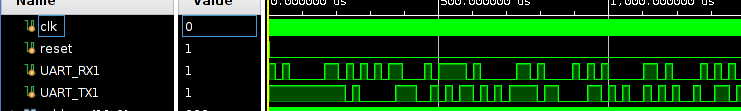 Name Value
0.000000 us 500.000000 us 1,000.000000 us
clk 0
reset 1
UART_RX1 1
UART_TX1 1